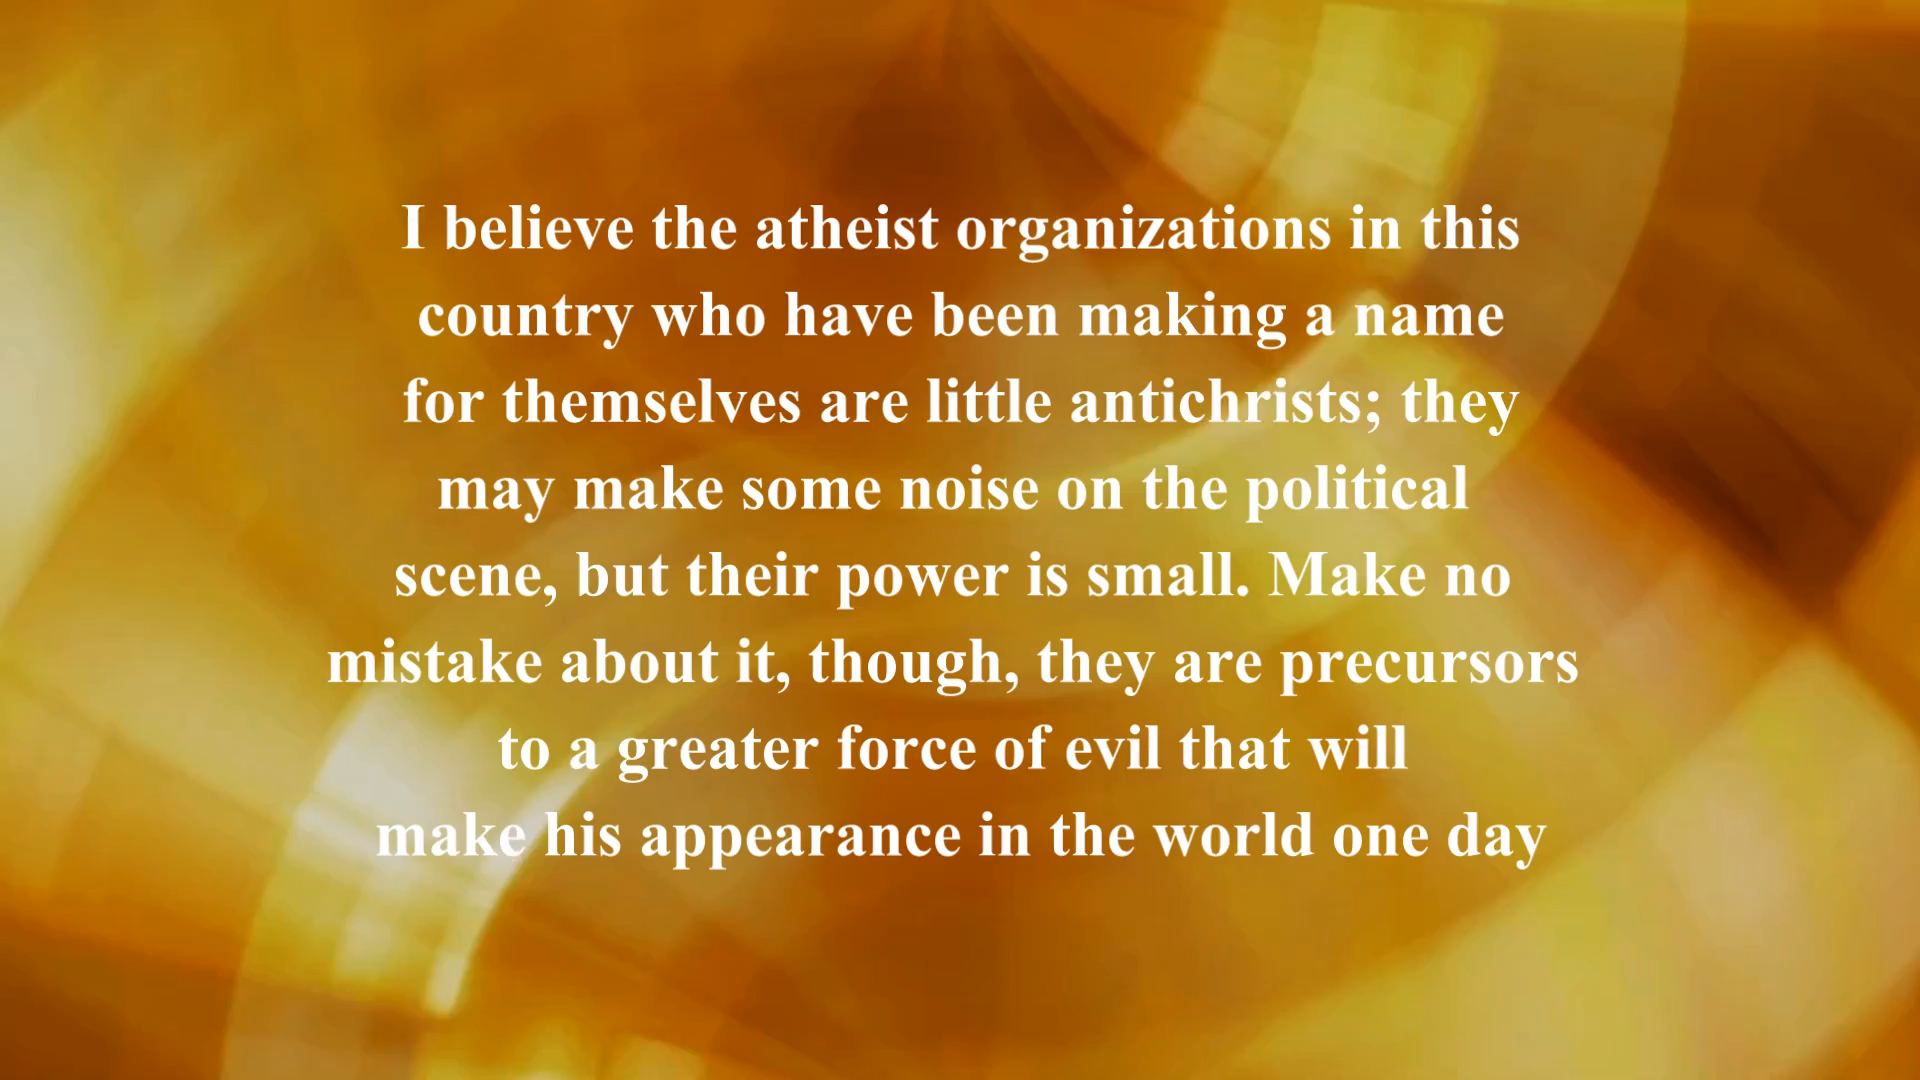 I believe the atheist organizations in this
country who have been making a name
for themselves are little antichrists; they
may make some noise on the political
scene, but their power is small. Make no
mistake about it, though, they are precursors
to a greater force of evil that will
make his appearance in the world one day